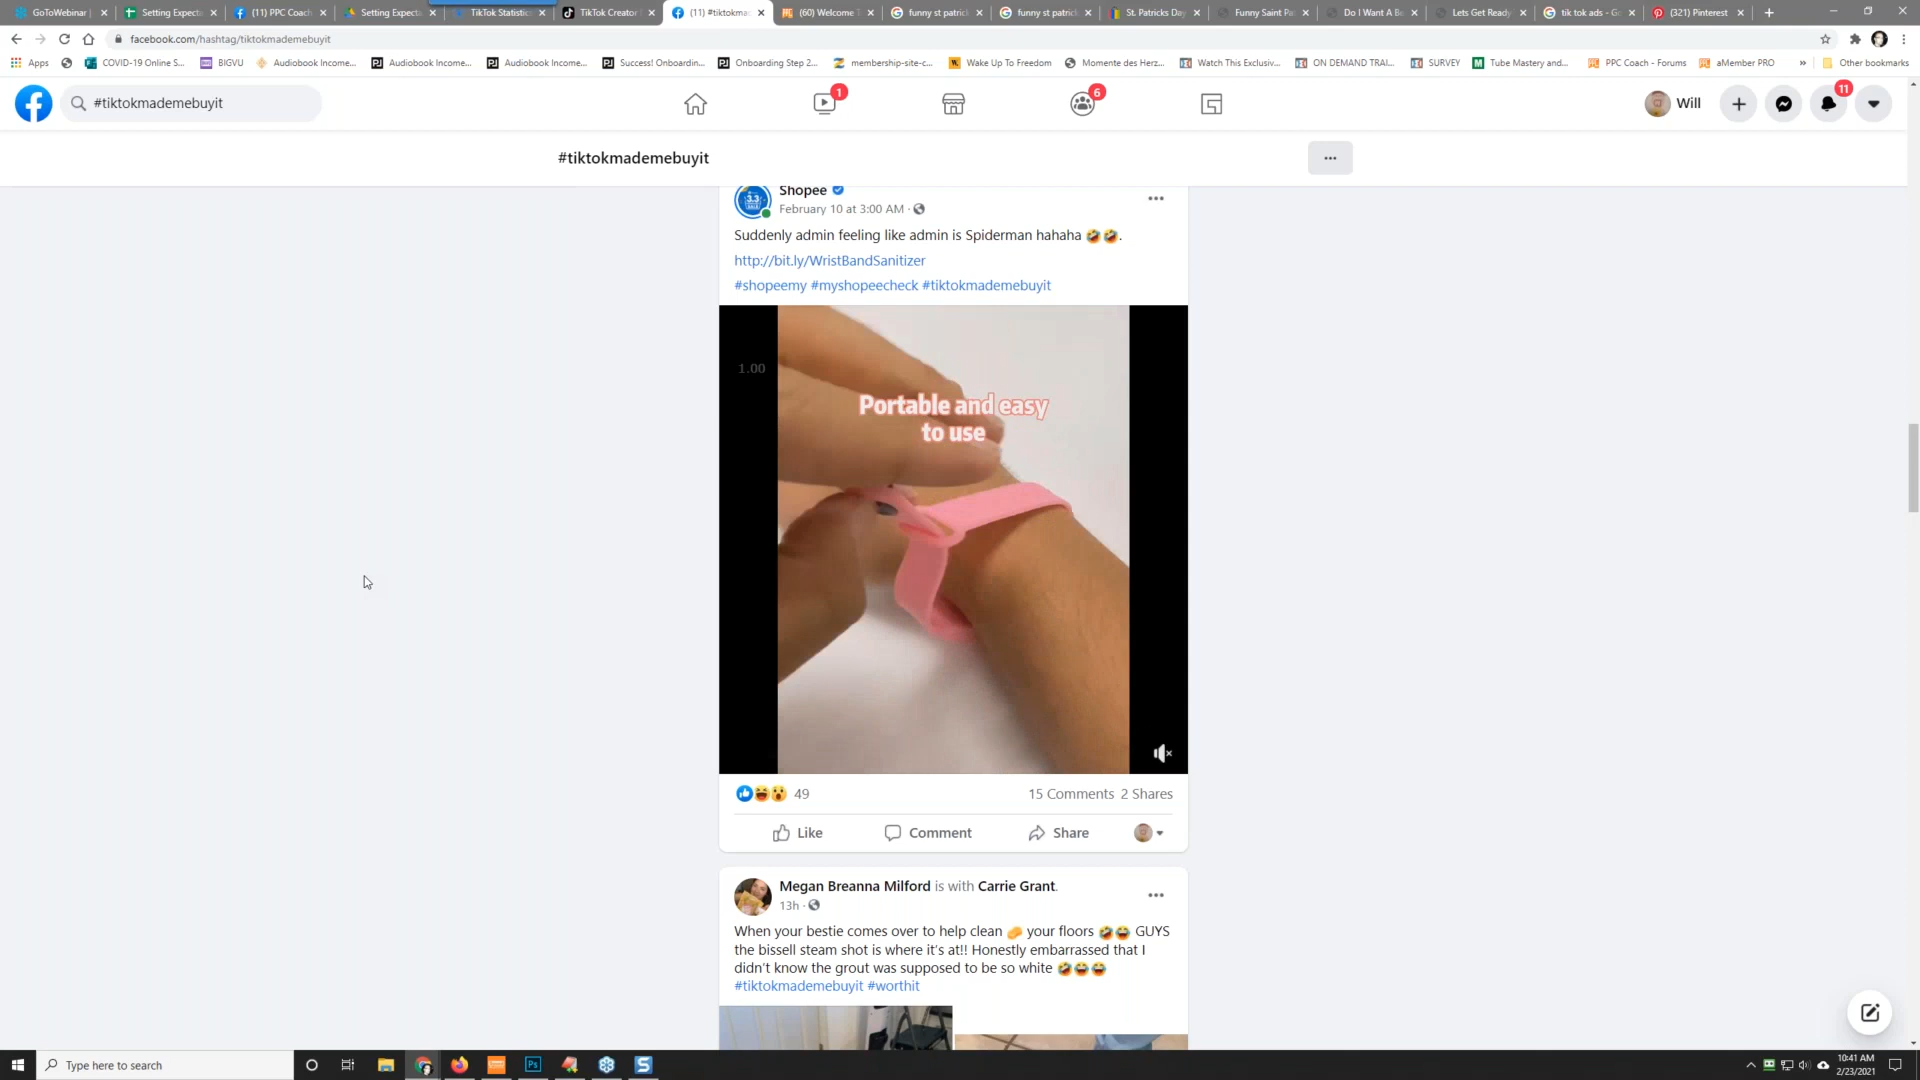 GoToWebinar
Setting Expecta
(11) PPC Coach
Setting Expecta
TikTok Statistic
TikTok Creator
(11) #tiktokma
(60) Welcome
funny st patric
funny st patric
St. Patricks Day
Funny Saint Pa
Do I Want A Be
Lets Get Ready
tik tok ads - Go
(321) Pinterest
facebook.com/hashtag/tiktokmademebuyit
Apps
COVID-19 Online S...
BIGVU
Audiobook Income...
Audiobook Income...
Audiobook Income...
Success! Onboardin...
Onboarding Step 2...
membership-site-c...
Wake Up To Freedom
Momente des Herz...
Watch This Exclusiv...
ON DEMAND TRAI...
SURVEY
Tube Mastery and...
PPC Coach - Forums
aMember PRO
Other bookmarks
#tiktokmademebuyit
1
6
Will
11
#tiktokmademebuyit
Shopee
February 10 at 3:00 AM ·
Suddenly admin feeling like admin is Spiderman hahaha 🤣🤣.
http://bit.ly/WristBandSanitizer
#shopeemy #myshopeecheck #tiktokmademebuyit
1.00
Portable and easy
to use
49
15 Comments 2 Shares
Like
Comment
Share
Megan Breanna Milford is with Carrie Grant.
13h ·
When your bestie comes over to help clean 🧽 your floors 🤣😂 GUYS
the bissell steam shot is where it's at!! Honestly embarrassed that I
didn't know the grout was supposed to be so white 🤣😂😂
#tiktokmademebuyit #worthit
Type here to search
10:41 AM
2/23/2021